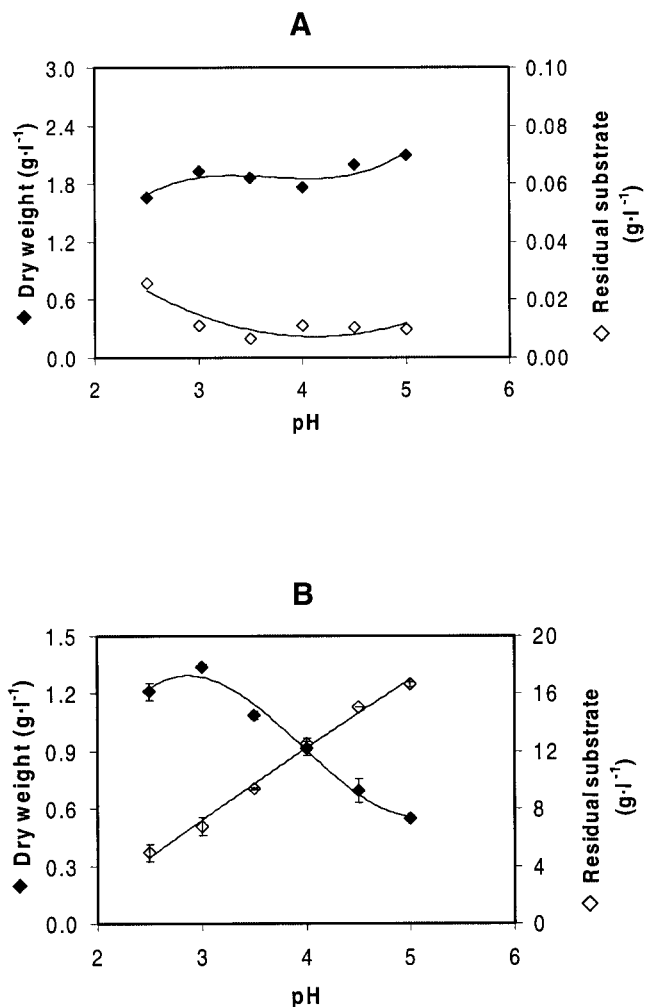 A
3.0
2.4
1.8
1.2
0.6
0.0
◆ Dry weight (g·l⁻¹)
0.10
0.08
0.06
0.04
0.02
0.00
◇ Residual substrate
(g·l⁻¹)
2 3 4 5 6
pH
B
1.5
1.2
0.9
0.6
0.3
0.0
◆ Dry weight (g·l⁻¹)
20
16
12
8
4
0
◇ Residual substrate
(g·l⁻¹)
2 3 4 5 6
pH